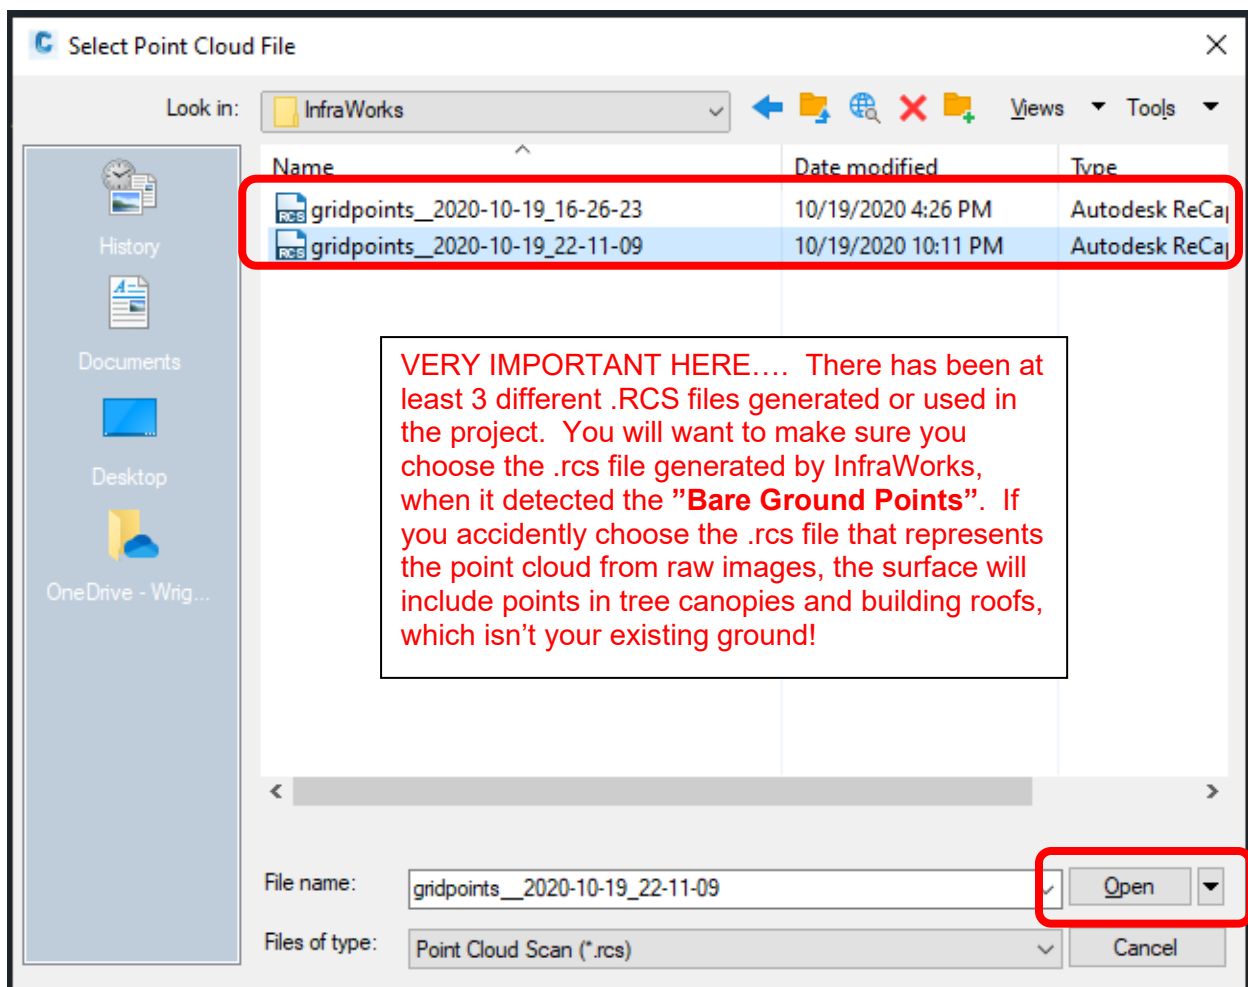 Select Point Cloud File
Look in:
InfraWorks
Views
Tools
Name
Date modified
Type
gridpoints__2020-10-19_16-26-23
10/19/2020 4:26 PM
Autodesk ReCap
gridpoints__2020-10-19_22-11-09
10/19/2020 10:11 PM
Autodesk ReCap
History
Documents
Desktop
OneDrive - Wrig...
VERY IMPORTANT HERE…. There has been at
least 3 different .RCS files generated or used in
the project. You will want to make sure you
choose the .rcs file generated by InfraWorks,
when it detected the ”Bare Ground Points”. If
you accidently choose the .rcs file that represents
the point cloud from raw images, the surface will
include points in tree canopies and building roofs,
which isn’t your existing ground!
File name:
gridpoints__2020-10-19_22-11-09
Open
Files of type:
Point Cloud Scan (*.rcs)
Cancel